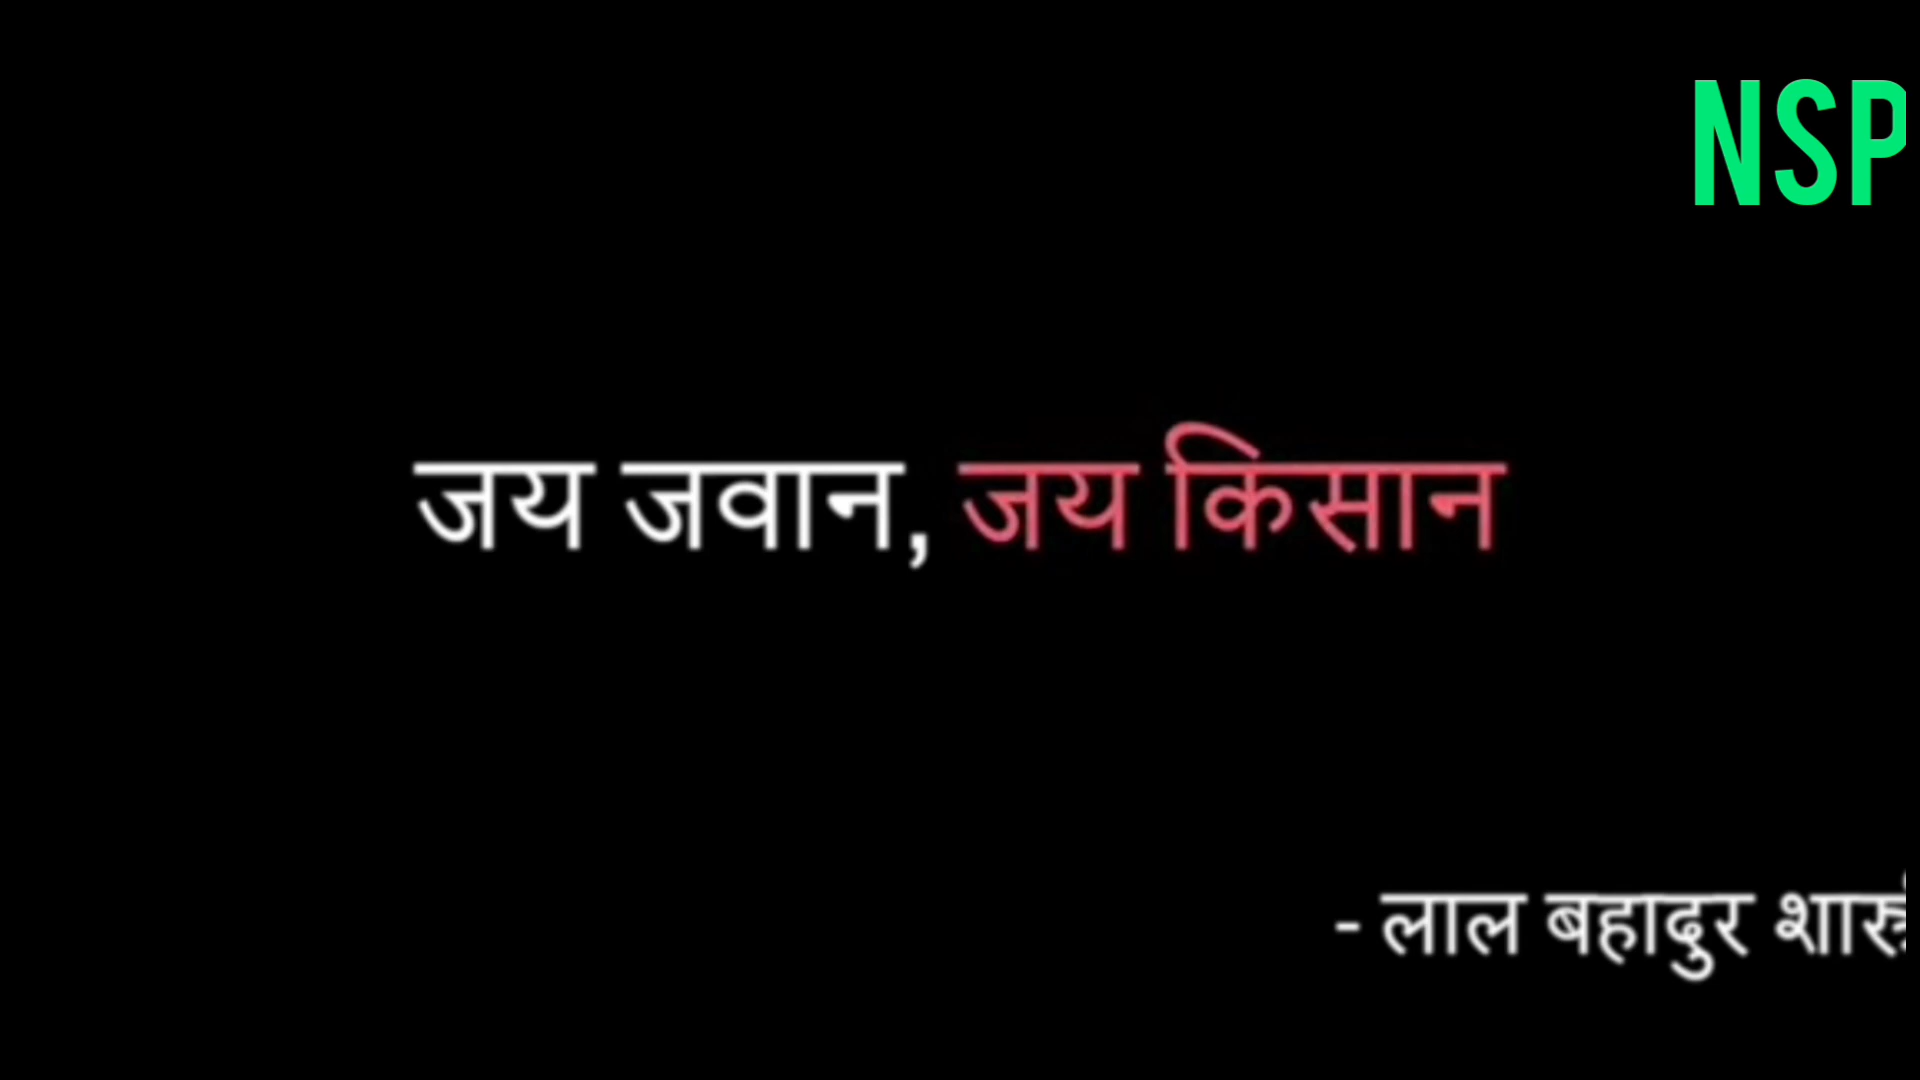 NSP
जय जवान, जय किसान
- लाल बहादुर शास्त्री